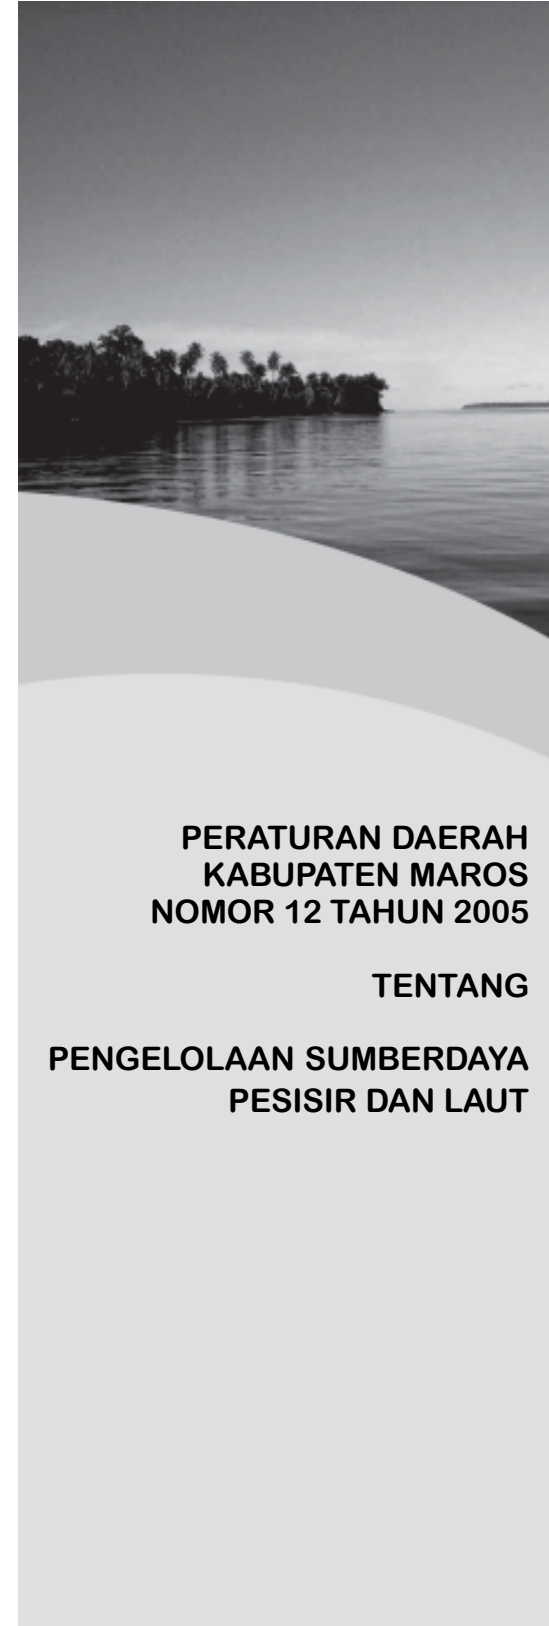 PERATURAN DAERAH
KABUPATEN MAROS
NOMOR 12 TAHUN 2005
TENTANG
PENGELOLAAN SUMBERDAYA
PESISIR DAN LAUT